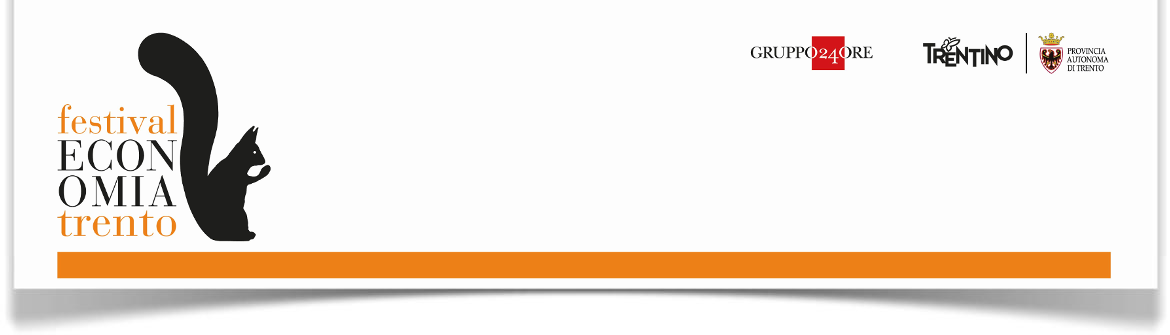 festival
ECON
OMIA
trento
GRUPPO24ORE
TRENTINO
PROVINCIA
AUTONOMA
DI TRENTO